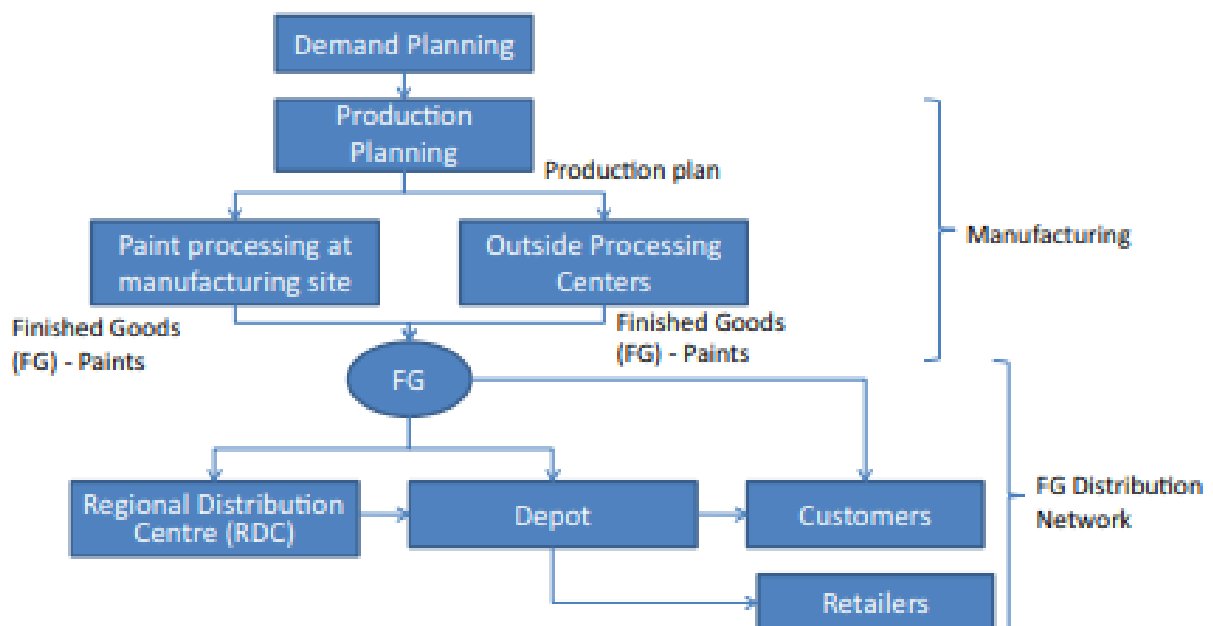 Demand Planning
Production
Planning
Production plan
Paint processing at
manufacturing site
Outside Processing
Centers
Manufacturing
Finished Goods
(FG) - Paints
Finished Goods
(FG) - Paints
FG
Regional Distribution
Centre (RDC)
Depot
Customers
FG Distribution
Network
Retailers